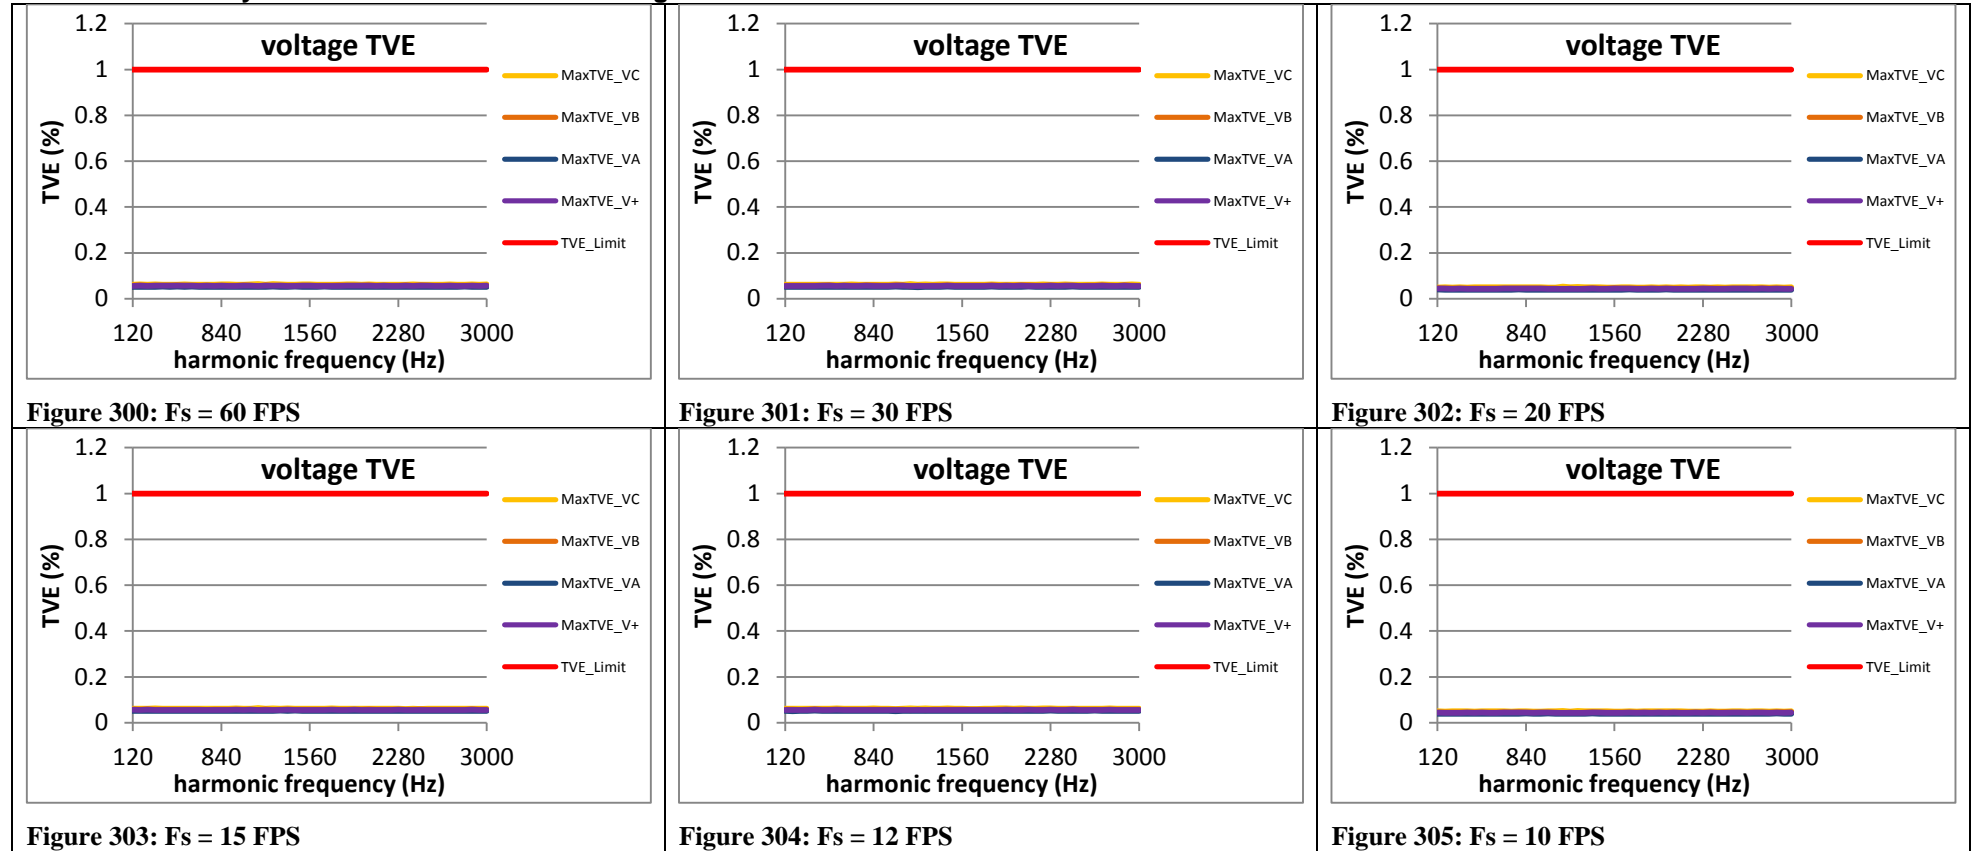 1.2
voltage TVE
1
0.8
0.6
0.4
0.2
0
TVE (%)
120 840 1560 2280 3000
harmonic frequency (Hz)
MaxTVE_VC
MaxTVE_VB
MaxTVE_VA
MaxTVE_V+
TVE_Limit
Figure 300: Fs = 60 FPS
1.2
voltage TVE
1
0.8
0.6
0.4
0.2
0
TVE (%)
120 840 1560 2280 3000
harmonic frequency (Hz)
MaxTVE_VC
MaxTVE_VB
MaxTVE_VA
MaxTVE_V+
TVE_Limit
Figure 301: Fs = 30 FPS
1.2
voltage TVE
1
0.8
0.6
0.4
0.2
0
TVE (%)
120 840 1560 2280 3000
harmonic frequency (Hz)
MaxTVE_VC
MaxTVE_VB
MaxTVE_VA
MaxTVE_V+
TVE_Limit
Figure 302: Fs = 20 FPS
1.2
voltage TVE
1
0.8
0.6
0.4
0.2
0
TVE (%)
120 840 1560 2280 3000
harmonic frequency (Hz)
MaxTVE_VC
MaxTVE_VB
MaxTVE_VA
MaxTVE_V+
TVE_Limit
Figure 303: Fs = 15 FPS
1.2
voltage TVE
1
0.8
0.6
0.4
0.2
0
TVE (%)
120 840 1560 2280 3000
harmonic frequency (Hz)
MaxTVE_VC
MaxTVE_VB
MaxTVE_VA
MaxTVE_V+
TVE_Limit
Figure 304: Fs = 12 FPS
1.2
voltage TVE
1
0.8
0.6
0.4
0.2
0
TVE (%)
120 840 1560 2280 3000
harmonic frequency (Hz)
MaxTVE_VC
MaxTVE_VB
MaxTVE_VA
MaxTVE_V+
TVE_Limit
Figure 305: Fs = 10 FPS